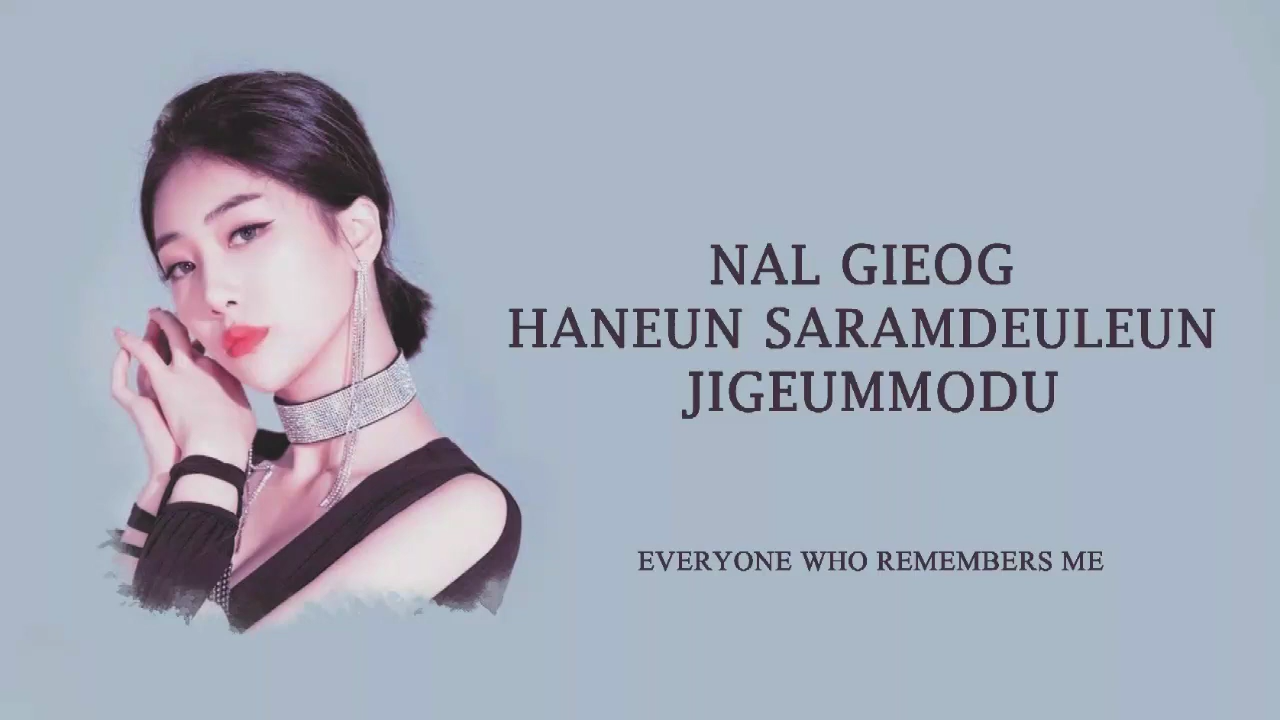 NAL GIEOG
HANEUN SARAMDEULEUN
JIGEUMMODU
EVERYONE WHO REMEMBERS ME